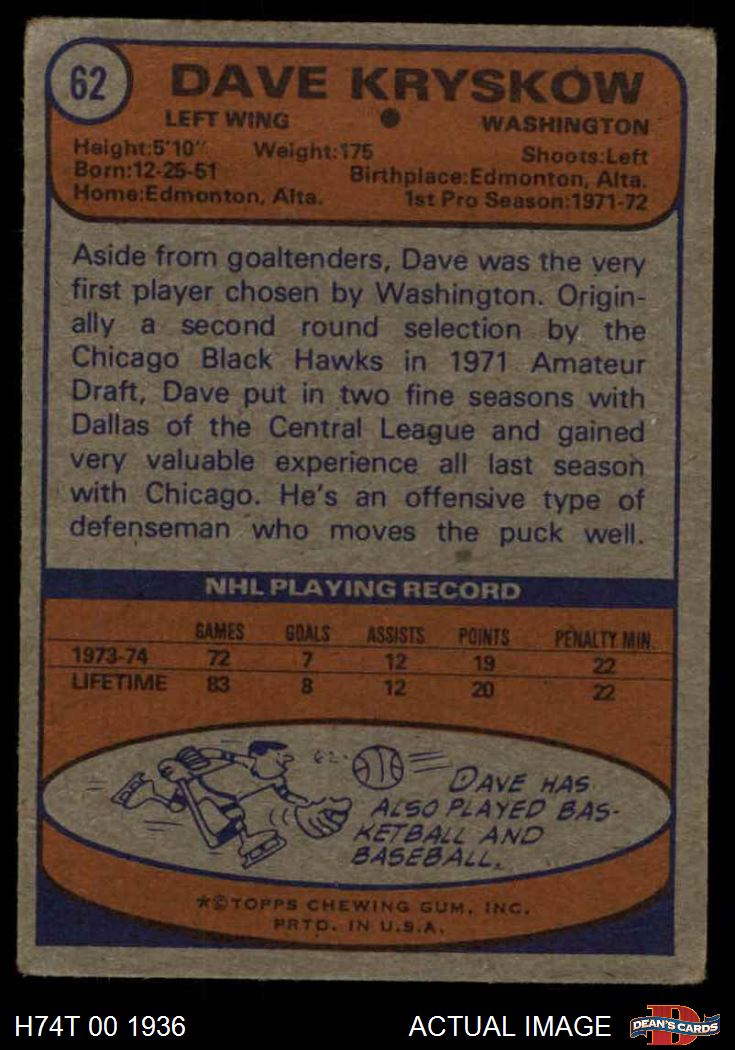 62
DAVE KRYSKOW
LEFT WING ● WASHINGTON
Height:5'10" Weight:175 Shoots:Left
Born:12-25-51 Birthplace:Edmonton, Alta.
Home:Edmonton, Alta. 1st Pro Season:1971-72
Aside from goaltenders, Dave was the very
first player chosen by Washington. Origin-
ally a second round selection by the
Chicago Black Hawks in 1971 Amateur
Draft, Dave put in two fine seasons with
Dallas of the Central League and gained
very valuable experience all last season
with Chicago. He's an offensive type of
defenseman who moves the puck well.
NHL PLAYING RECORD
GAMES GOALS ASSISTS POINTS PENALTY MIN.
1973-74 72 7 12 19 22
LIFETIME 83 8 12 20 22
62.
DAVE HAS
ALSO PLAYED BAS-
KETBALL AND
BASEBALL.
*©TOPPS CHEWING GUM, INC.
PRTD. IN U.S.A.
H74T 00 1936 ACTUAL IMAGE
D
DEAN'S CARDS